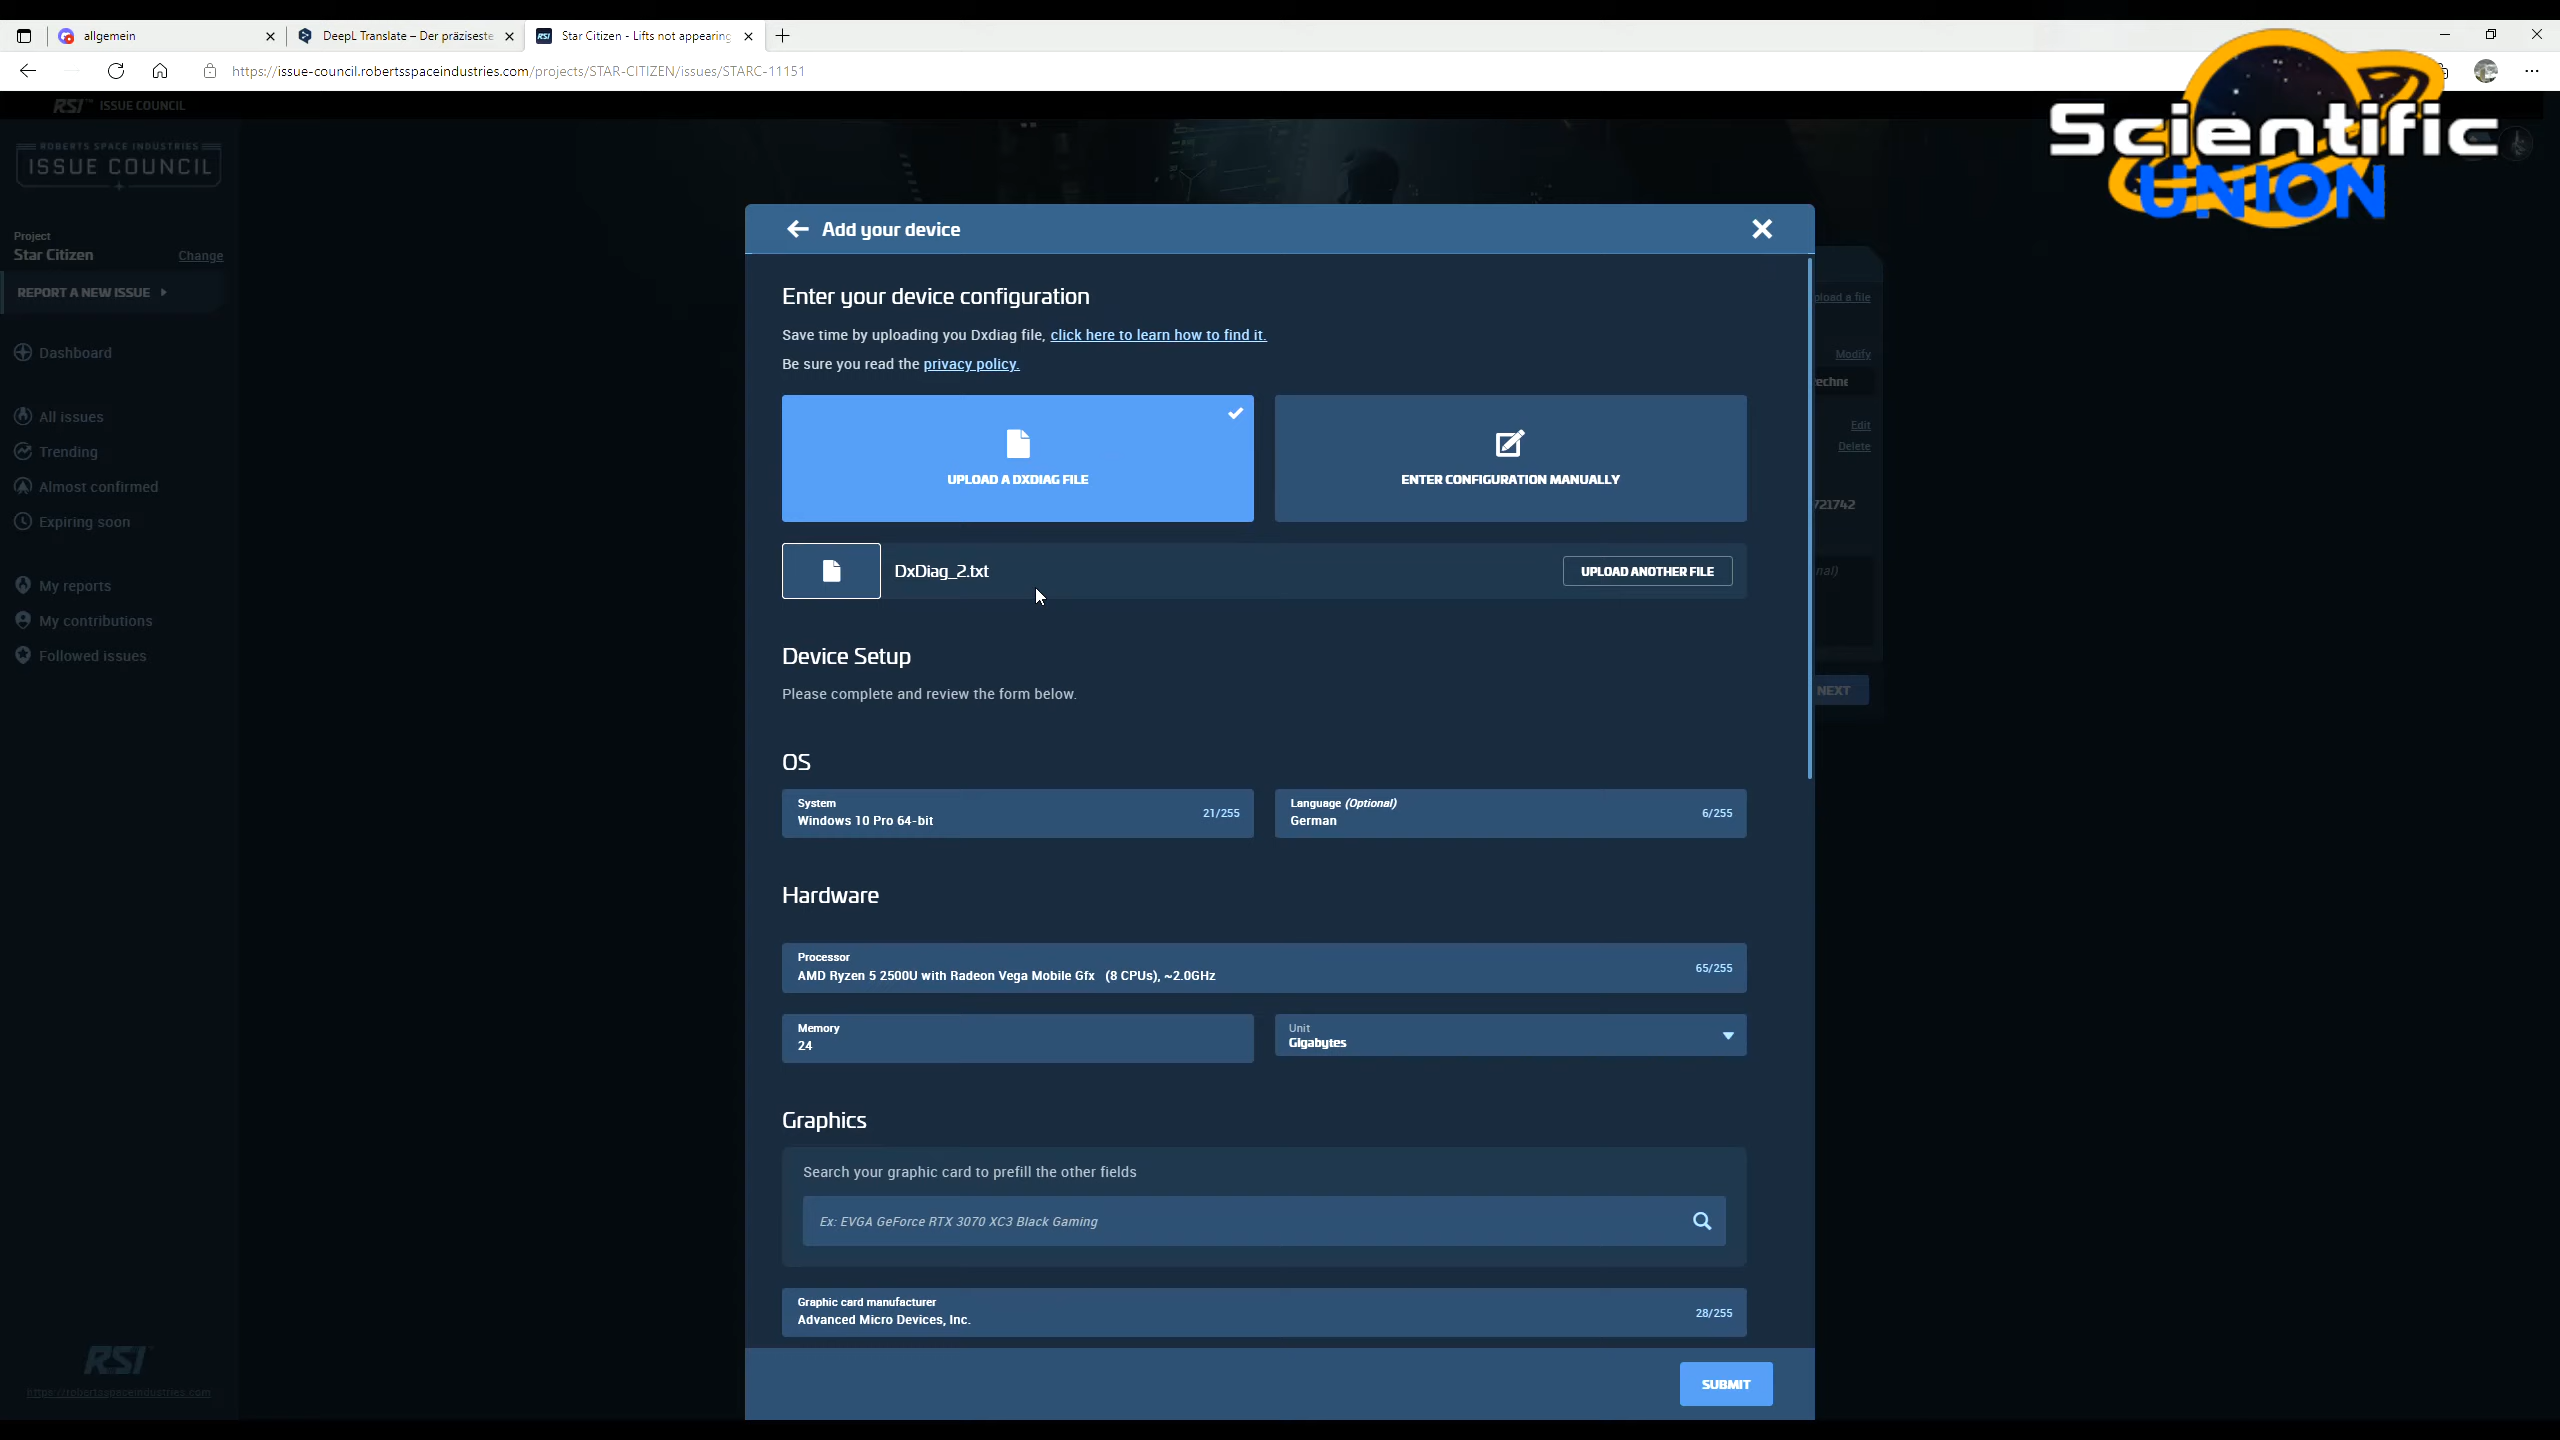 allgemein
DeepL Translate – Der präziseste
Star Citizen - Lifts not appearing
https://issue-council.robertsspaceindustries.com/projects/STAR-CITIZEN/issues/STARC-11151
RSI ISSUE COUNCIL
Scientific
UNION
ROBERTS SPACE INDUSTRIES
ISSUE COUNCIL
Project
Star Citizen
Change
REPORT A NEW ISSUE
Dashboard
All issues
Trending
Almost confirmed
Expiring soon
My reports
My contributions
Followed issues
RSI
https://robertsspaceindustries.com
Add your device
Enter your device configuration
Save time by uploading you Dxdiag file, click here to learn how to find it.
Be sure you read the privacy policy.
UPLOAD A DXDIAG FILE
ENTER CONFIGURATION MANUALLY
DxDiag_2.txt
UPLOAD ANOTHER FILE
Device Setup
Please complete and review the form below.
OS
System
Windows 10 Pro 64-bit
21/255
Language (Optional)
German
6/255
Hardware
Processor
AMD Ryzen 5 2500U with Radeon Vega Mobile Gfx (8 CPUs), ~2.0GHz
65/255
Memory
24
Unit
Gigabytes
Graphics
Search your graphic card to prefill the other fields
Ex: EVGA GeForce RTX 3070 XC3 Black Gaming
Graphic card manufacturer
Advanced Micro Devices, Inc.
28/255
SUBMIT
pload a file
Modify
Edit
Delete
721742
nal)
NEXT